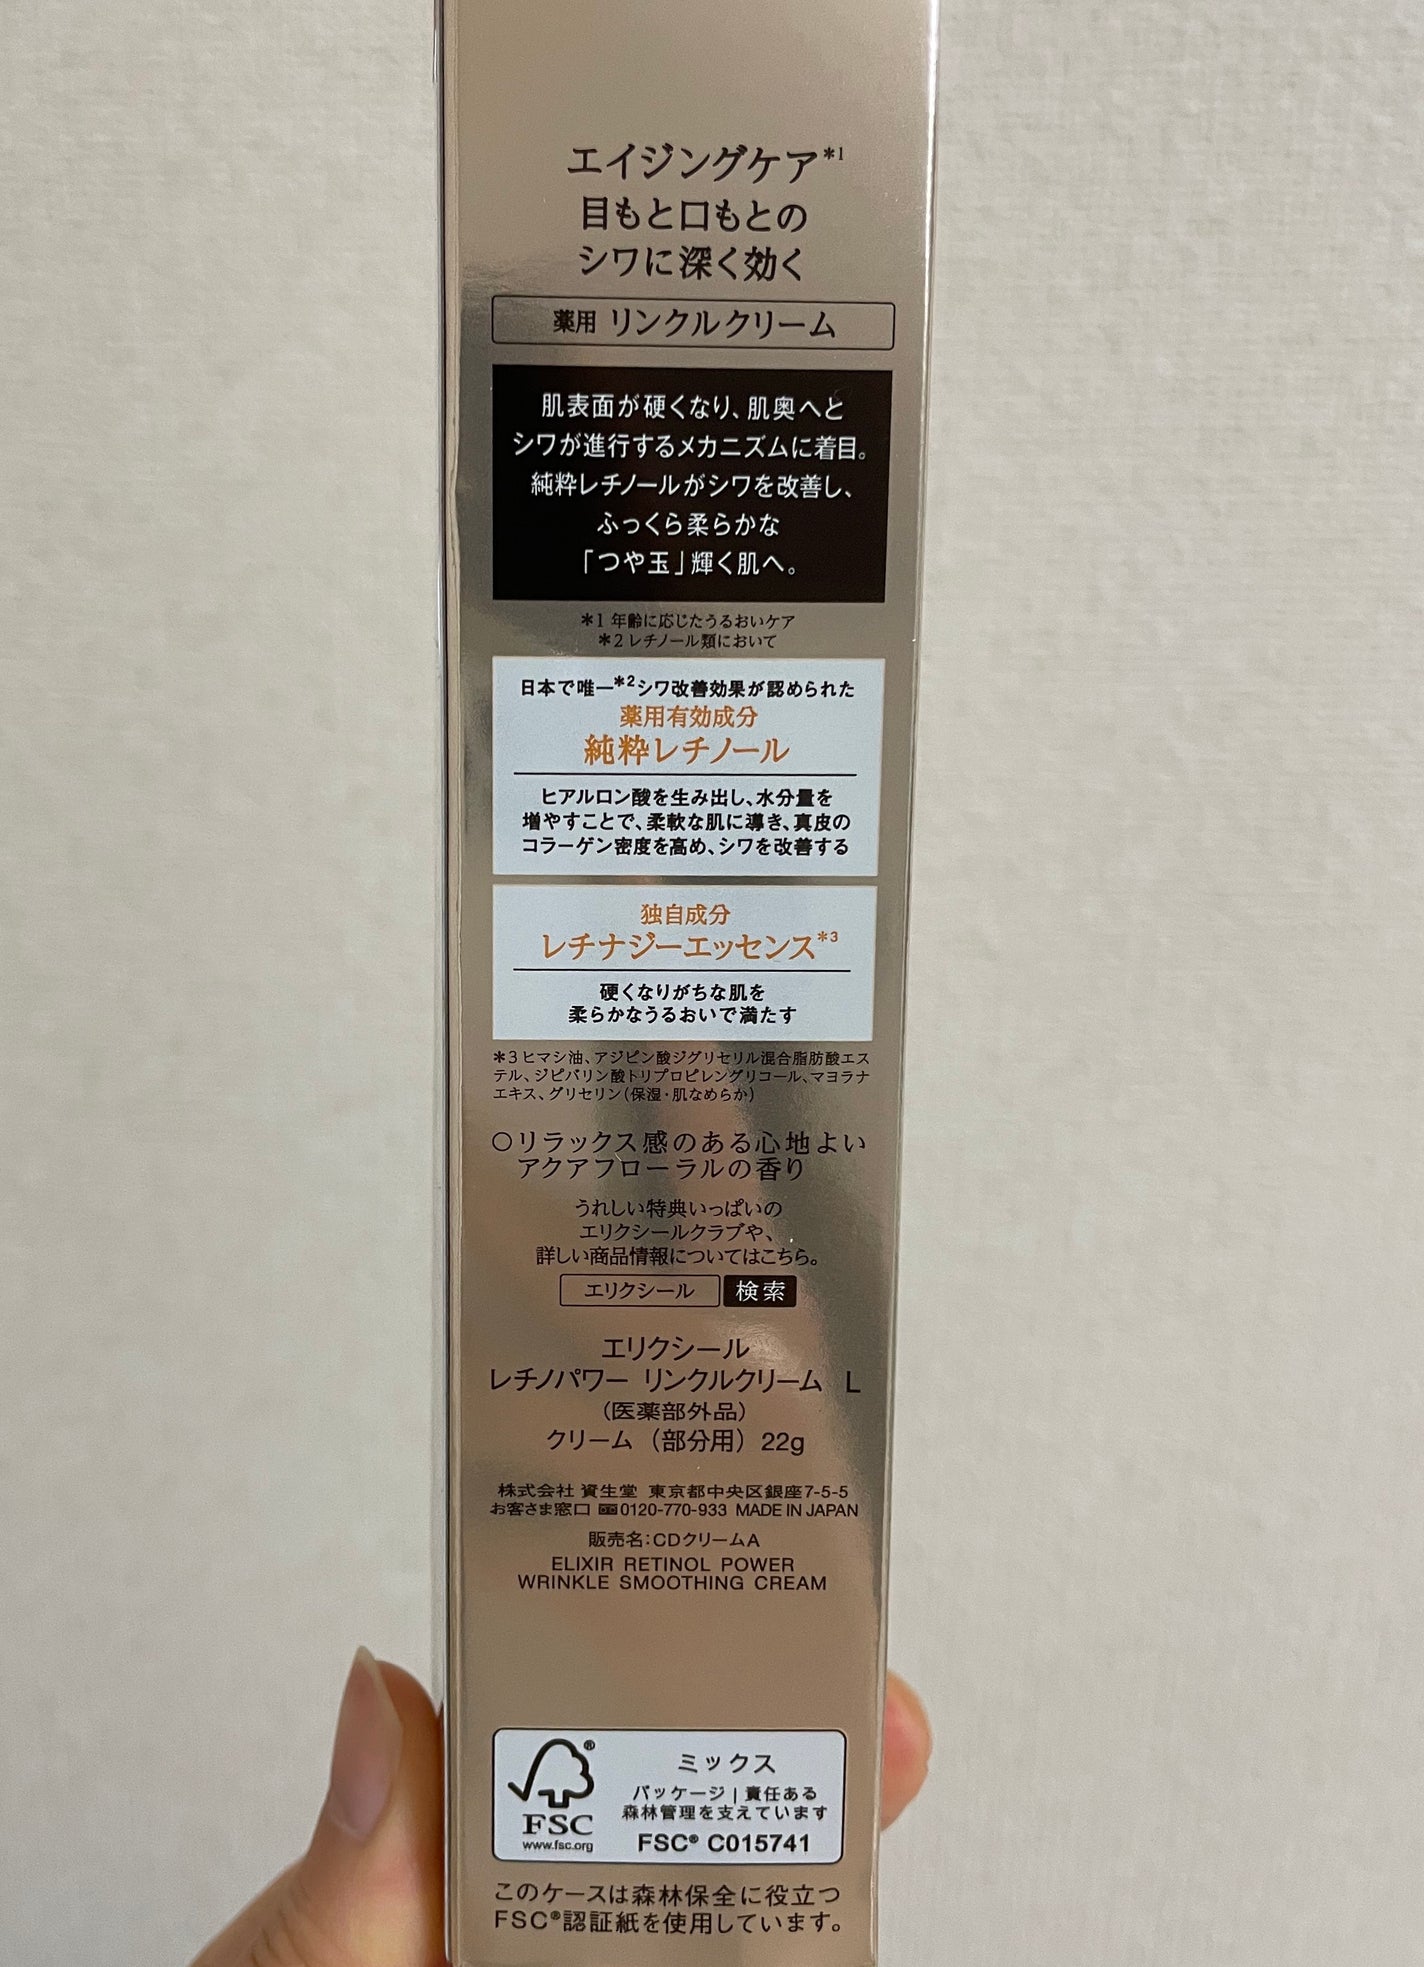 エイジングケア*1
目もと口もとの
シワに深く効く
薬用 リンクルクリーム
肌表面が硬くなり、肌奥へと
シワが進行するメカニズムに着目。
純粋レチノールがシワを改善し、
ふっくら柔らかな
「つや玉」輝く肌へ。
*1 年齢に応じたうるおいケア
*2 レチノール類において
日本で唯一*2シワ改善効果が認められた
薬用有効成分
純粋レチノール
ヒアルロン酸を生み出し、水分量を
増やすことで、柔軟な肌に導き、真皮の
コラーゲン密度を高め、シワを改善する
独自成分
レチナジーエッセンス*3
硬くなりがちな肌を
柔らかなうるおいで満たす
*3 ヒマシ油、アジピン酸ジグリセリル混合脂肪酸エス
テル、ジピバリン酸トリプロピレングリコール、マヨラナ
エキス、グリセリン(保湿・肌なめらか)
○リラックス感のある心地よい
アクアフローラルの香り
うれしい特典いっぱいの
エリクシールクラブや、
詳しい商品情報についてはこちら。
エリクシール 検索
エリクシール
レチノパワー リンクルクリーム L
(医薬部外品)
クリーム (部分用) 22g
株式会社 資生堂 東京都中央区銀座7-5-5
お客さま窓口 0120-770-933 MADE IN JAPAN
販売名:CDクリームA
ELIXIR RETINOL POWER
WRINKLE SMOOTHING CREAM
ミックス
パッケージ | 責任ある
森林管理を支えています
FSC® C015741
®
FSC
www.fsc.org
このケースは森林保全に役立つ
FSC®認証紙を使用しています。